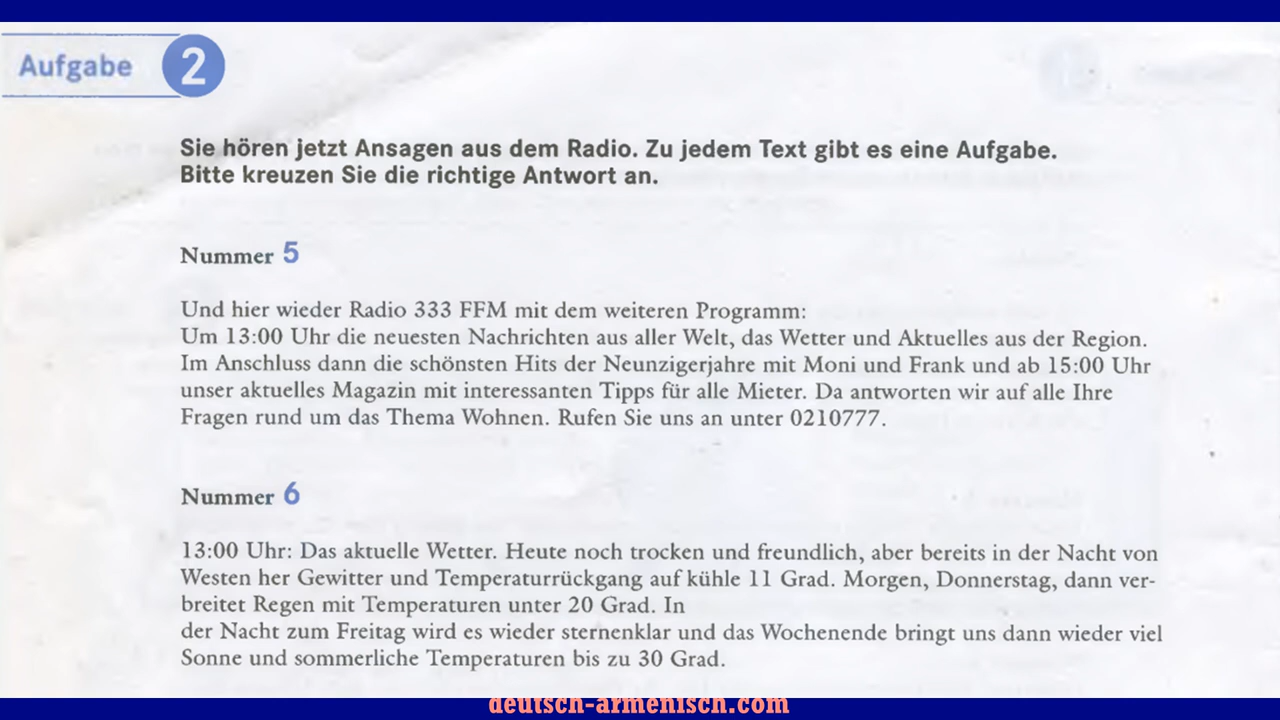 Aufgabe 2
Sie hören jetzt Ansagen aus dem Radio. Zu jedem Text gibt es eine Aufgabe.
Bitte kreuzen Sie die richtige Antwort an.
Nummer 5
Und hier wieder Radio 333 FFM mit dem weiteren Programm:
Um 13:00 Uhr die neuesten Nachrichten aus aller Welt, das Wetter und Aktuelles aus der Region.
Im Anschluss dann die schönsten Hits der Neunzigerjahre mit Moni und Frank und ab 15:00 Uhr
unser aktuelles Magazin mit interessanten Tipps für alle Mieter. Da antworten wir auf alle Ihre
Fragen rund um das Thema Wohnen. Rufen Sie uns an unter 0210777.
Nummer 6
13:00 Uhr: Das aktuelle Wetter. Heute noch trocken und freundlich, aber bereits in der Nacht von
Westen her Gewitter und Temperaturrückgang auf kühle 11 Grad. Morgen, Donnerstag, dann ver-
breitet Regen mit Temperaturen unter 20 Grad. In
der Nacht zum Freitag wird es wieder sternenklar und das Wochenende bringt uns dann wieder viel
Sonne und sommerliche Temperaturen bis zu 30 Grad.
deutsch-armenisch.com